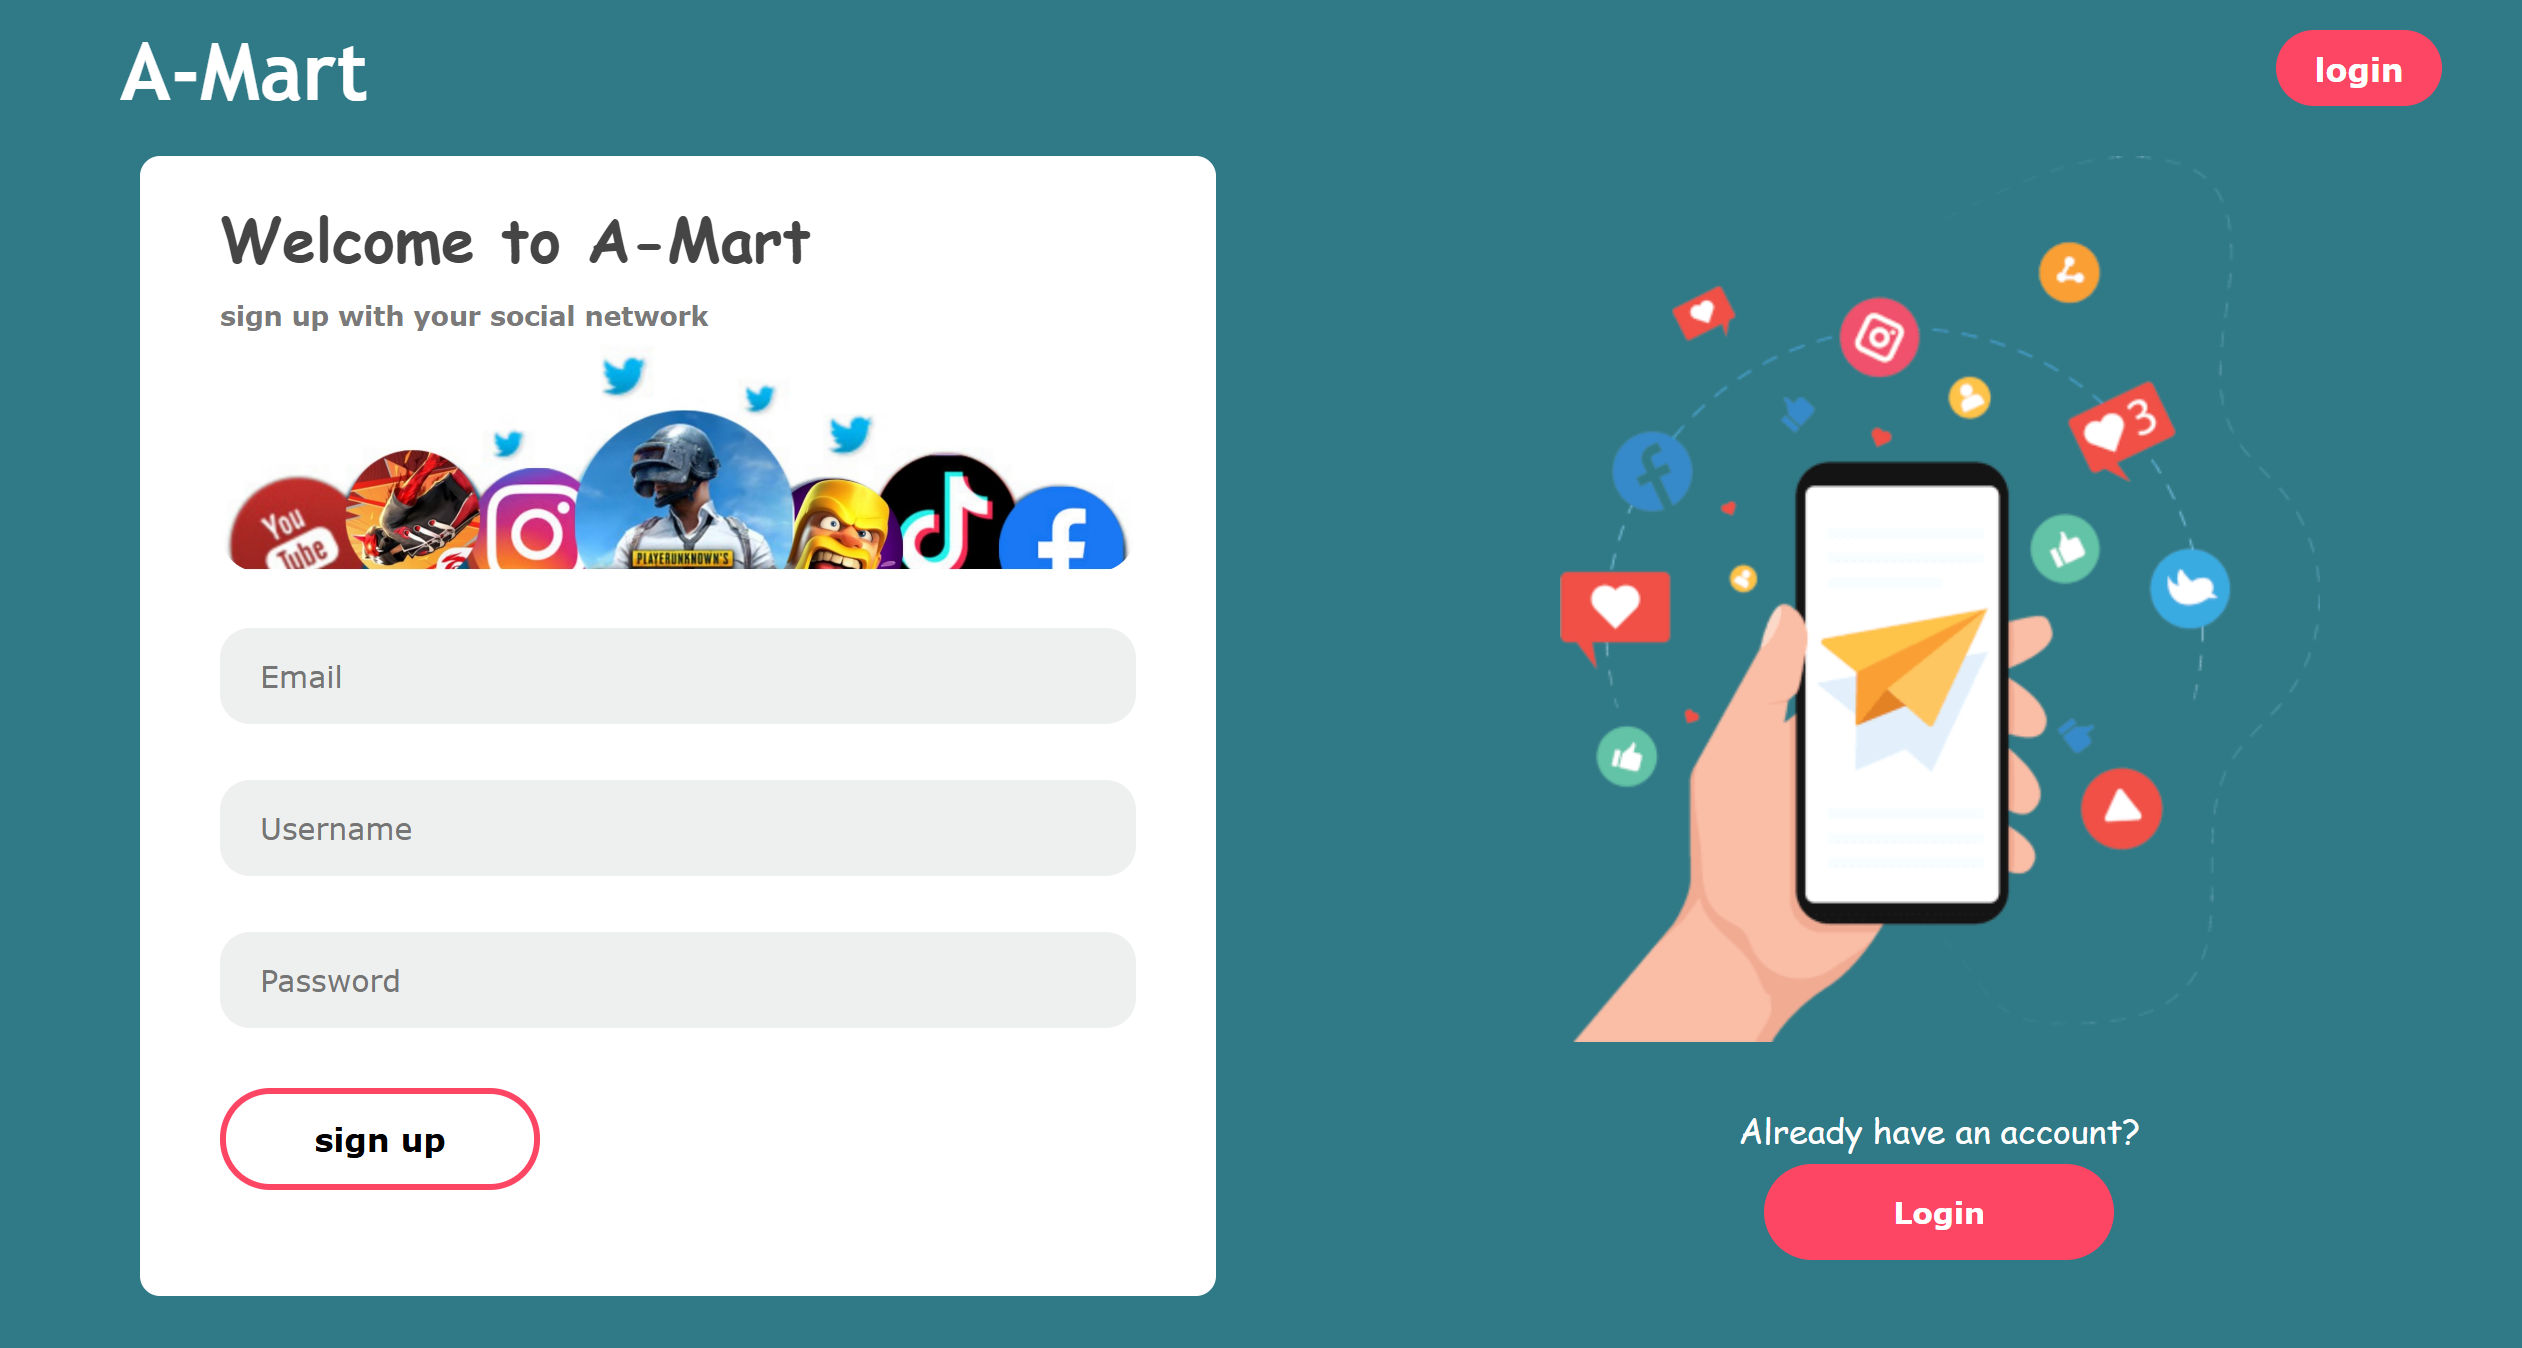 A-Mart
login
Welcome to A-Mart
sign up with your social network
You
Tube
PLAYERUNKNOWN'S
3
Email
Username
Password
sign up
Already have an account?
Login